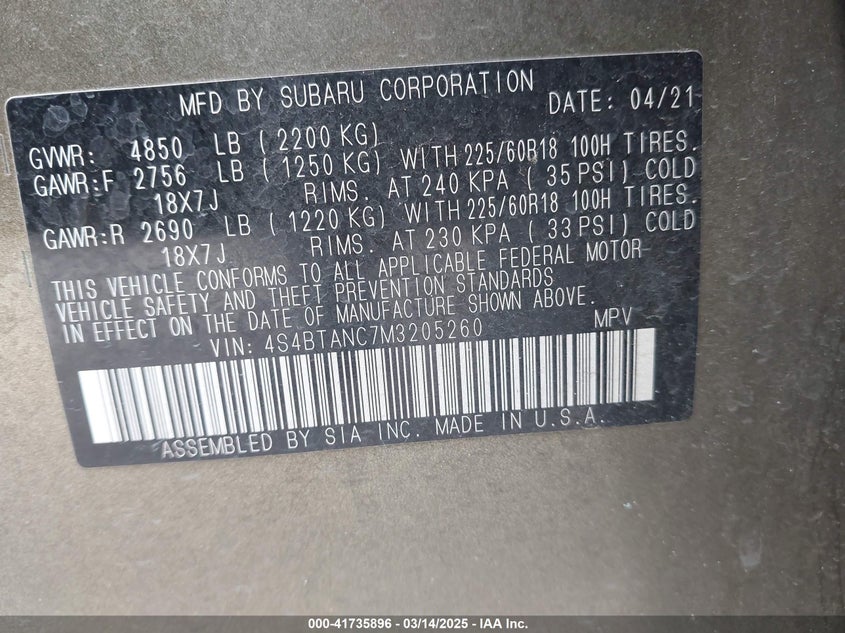 MFD BY SUBARU CORPORATION DATE: 04/21
GVWR: 4850 LB ( 2200 KG)
GAWR:F 2756 LB ( 1250 KG) WITH 225/60R18 100H TIRES.
18X7J RIMS. AT 240 KPA ( 35 PSI) COLD
GAWR:R 2690 LB ( 1220 KG) WITH 225/60R18 100H TIRES.
18X7J RIMS. AT 230 KPA ( 33 PSI) COLD
THIS VEHICLE CONFORMS TO ALL APPLICABLE FEDERAL MOTOR
VEHICLE SAFETY AND THEFT PREVENTION STANDARDS
IN EFFECT ON THE DATE OF MANUFACTURE SHOWN ABOVE.
VIN: 4S4BTANC7M3205260 MPV
ASSEMBLED BY SIA INC. MADE IN U.S.A.
000-41735896 - 03/14/2025 - IAA Inc.